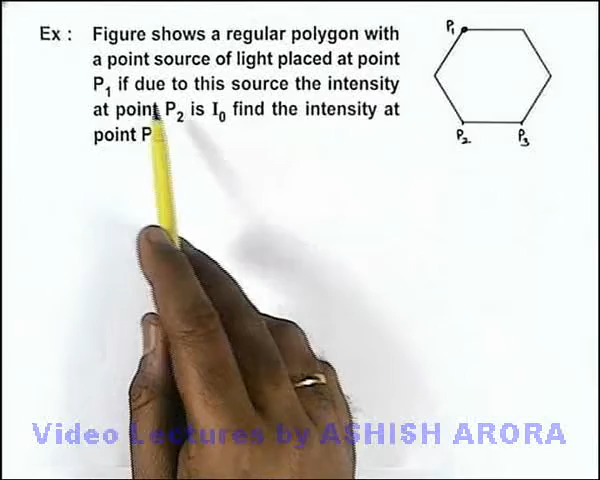 Ex : Figure shows a regular polygon with
a point source of light placed at point
P₁ if due to this source the intensity
at point P₂ is I₀ find the intensity at
point P
P₁
P₂ P₃
Video Lectures by ASHISH ARORA